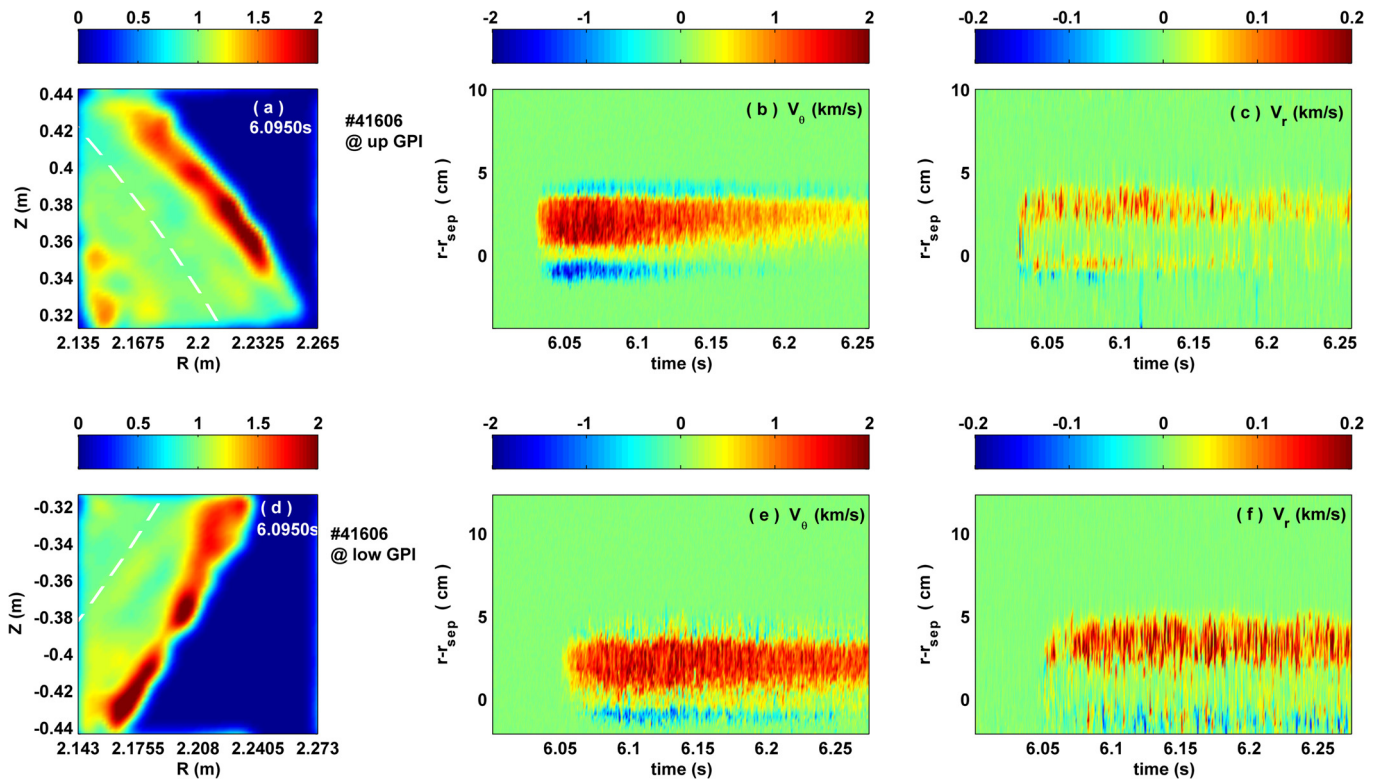 0 0.5 1 1.5 2
-2 -1 0 1 2
-0.2 -0.1 0 0.1 0.2
( a )
6.0950s
#41606
@ up GPI
0.44
0.42
0.4
0.38
0.36
0.34
0.32
Z (m)
2.135 2.1675 2.2 2.2325 2.265
R (m)
( b ) Vθ (km/s)
10
5
0
r-rsep ( cm )
6.05 6.1 6.15 6.2 6.25
time (s)
( c ) Vr (km/s)
10
5
0
r-rsep ( cm )
6.05 6.1 6.15 6.2 6.25
time (s)
0 0.5 1 1.5 2
-2 -1 0 1 2
-0.2 -0.1 0 0.1 0.2
( d )
6.0950s
#41606
@ low GPI
-0.32
-0.34
-0.36
-0.38
-0.4
-0.42
-0.44
Z (m)
2.143 2.1755 2.208 2.2405 2.273
R (m)
( e ) Vθ (km/s)
10
5
0
r-rsep ( cm )
6.05 6.1 6.15 6.2 6.25
time (s)
( f ) Vr (km/s)
10
5
0
r-rsep ( cm )
6.05 6.1 6.15 6.2 6.25
time (s)